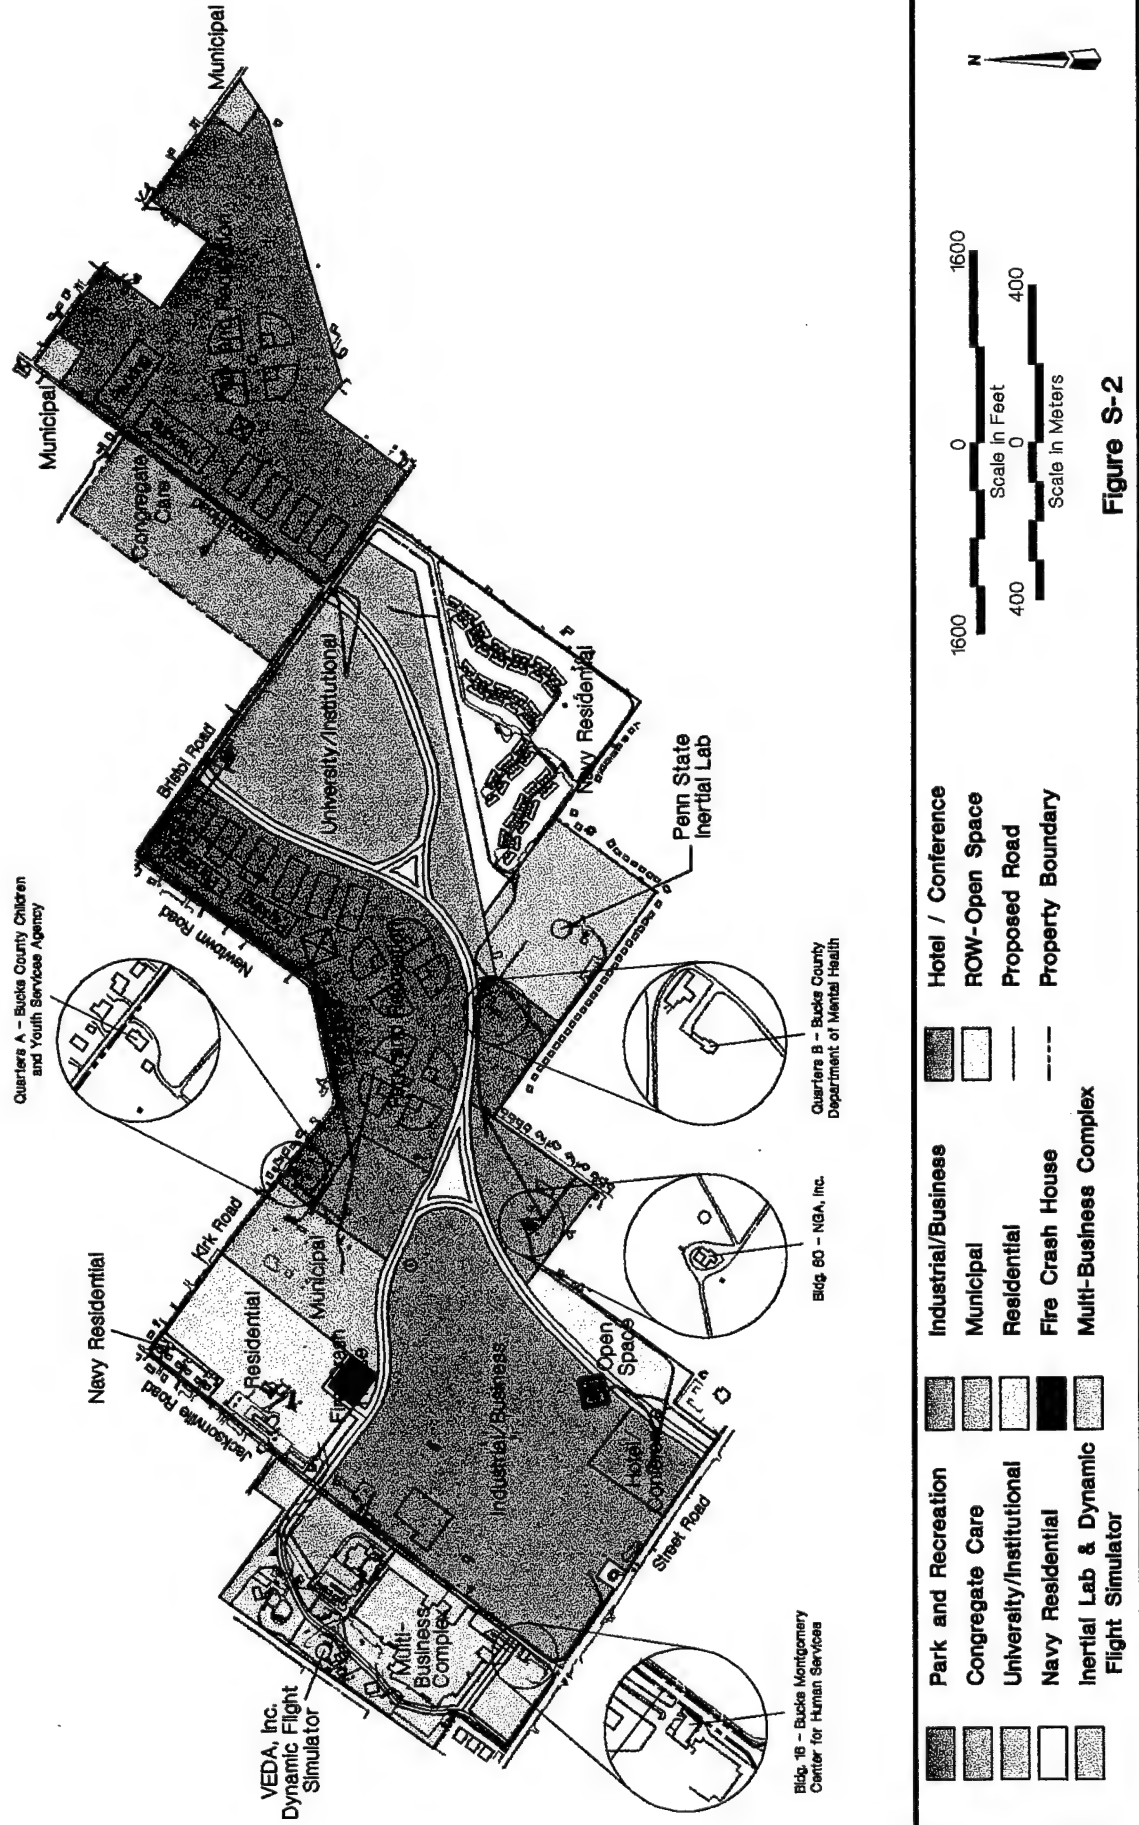 Municipal
Municipal
Congregate
Care
Bristol Road
University/Institutional
Navy Residential
Penn State
Inertial Lab
Newtown Road
Quarters A - Bucks County Children
and Youth Services Agency
Quarters B - Bucks County
Department of Mental Health
Kirk Road
Municipal
Bldg. 60 - NGA, Inc.
Navy Residential
Residential
Jacksonville Road
Industrial/Business
Open
Space
Hotel/
Street Road
Multi-
Business
Complex
VEDA, Inc.
Dynamic Flight
Simulator
Bldg. 16 - Bucks Montgomery
Center for Human Services
Park and Recreation
Congregate Care
University/Institutional
Navy Residential
Inertial Lab & Dynamic
Flight Simulator
Industrial/Business
Municipal
Residential
Fire Crash House
Multi-Business Complex
Hotel / Conference
ROW-Open Space
Proposed Road
Property Boundary
1600 0 1600
Scale in Feet
400 0 400
Scale in Meters
N
Figure S-2